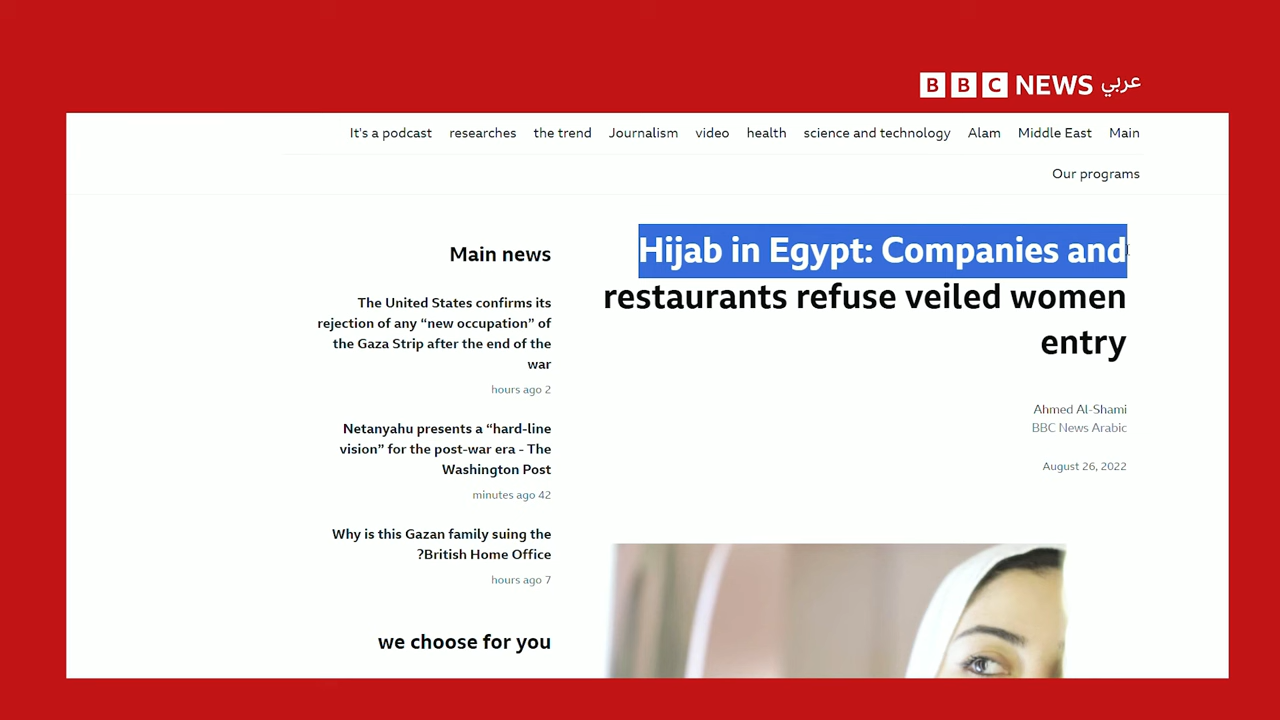 BBC NEWS عربي
It's a podcast researches the trend Journalism video health science and technology Alam Middle East Main
Our programs
Hijab in Egypt: Companies and
restaurants refuse veiled women
entry
Ahmed Al-Shami
BBC News Arabic
August 26, 2022
Main news
The United States confirms its
rejection of any “new occupation” of
the Gaza Strip after the end of the
war
hours ago 2
Netanyahu presents a “hard-line
vision” for the post-war era - The
Washington Post
minutes ago 42
Why is this Gazan family suing the
?British Home Office
hours ago 7
we choose for you